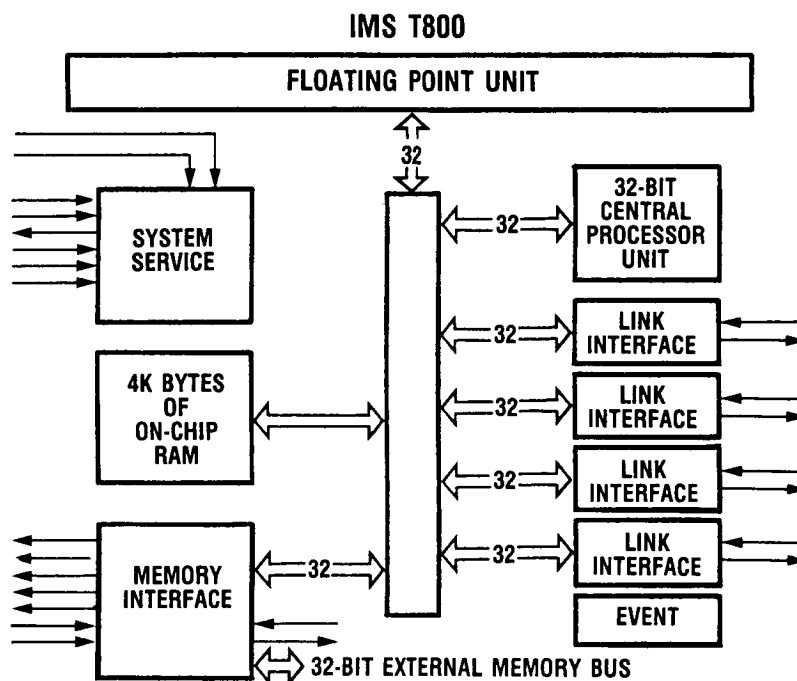 IMS T800
FLOATING POINT UNIT
32
SYSTEM
SERVICE
32
32-BIT
CENTRAL
PROCESSOR
UNIT
32
LINK
INTERFACE
4K BYTES
OF
ON-CHIP
RAM
32
LINK
INTERFACE
32
LINK
INTERFACE
MEMORY
INTERFACE
32
32
LINK
INTERFACE
EVENT
32-BIT EXTERNAL MEMORY BUS